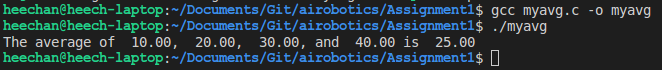 heechan@heech-laptop:~/Documents/Git/airobotics/Assignment1$ gcc myavg.c -o myavg
heechan@heech-laptop:~/Documents/Git/airobotics/Assignment1$ ./myavg
The average of  10.00,  20.00,  30.00, and  40.00 is  25.00
heechan@heech-laptop:~/Documents/Git/airobotics/Assignment1$